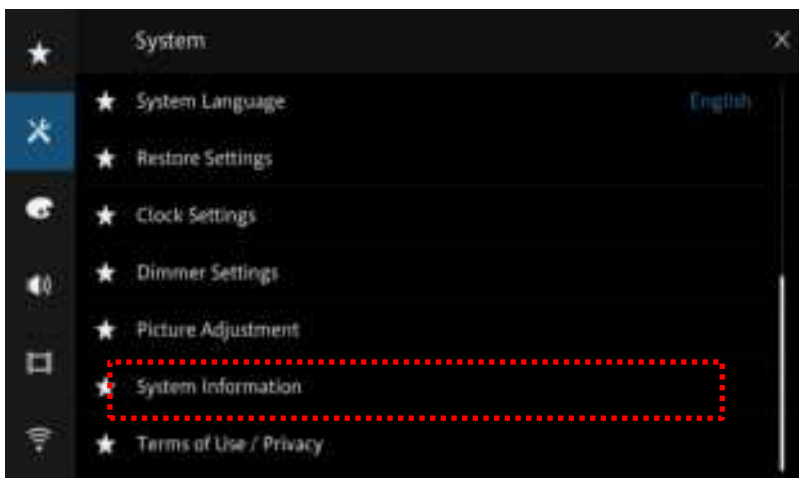 System
System Language English
Restore Settings
Clock Settings
Dimmer Settings
Picture Adjustment
System Information
Terms of Use / Privacy